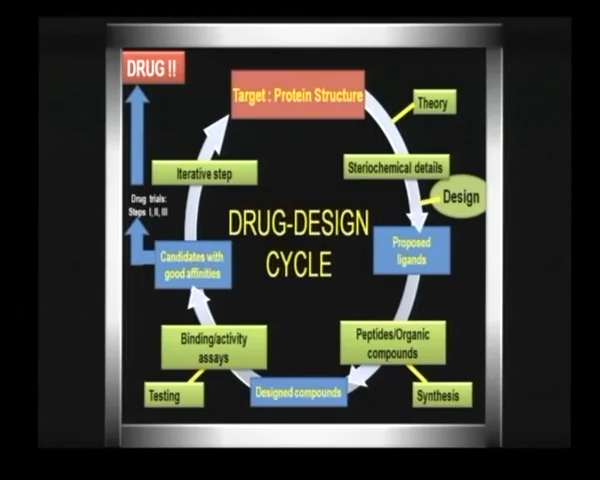 DRUG !!
Target : Protein Structure
Theory
Steriochemical details
Design
Iterative step
Drug trials:
Steps I, II, III
DRUG-DESIGN
CYCLE
Proposed
ligands
Candidates with
good affinities
Binding/activity
assays
Peptides/Organic
compounds
Testing
Designed compounds
Synthesis